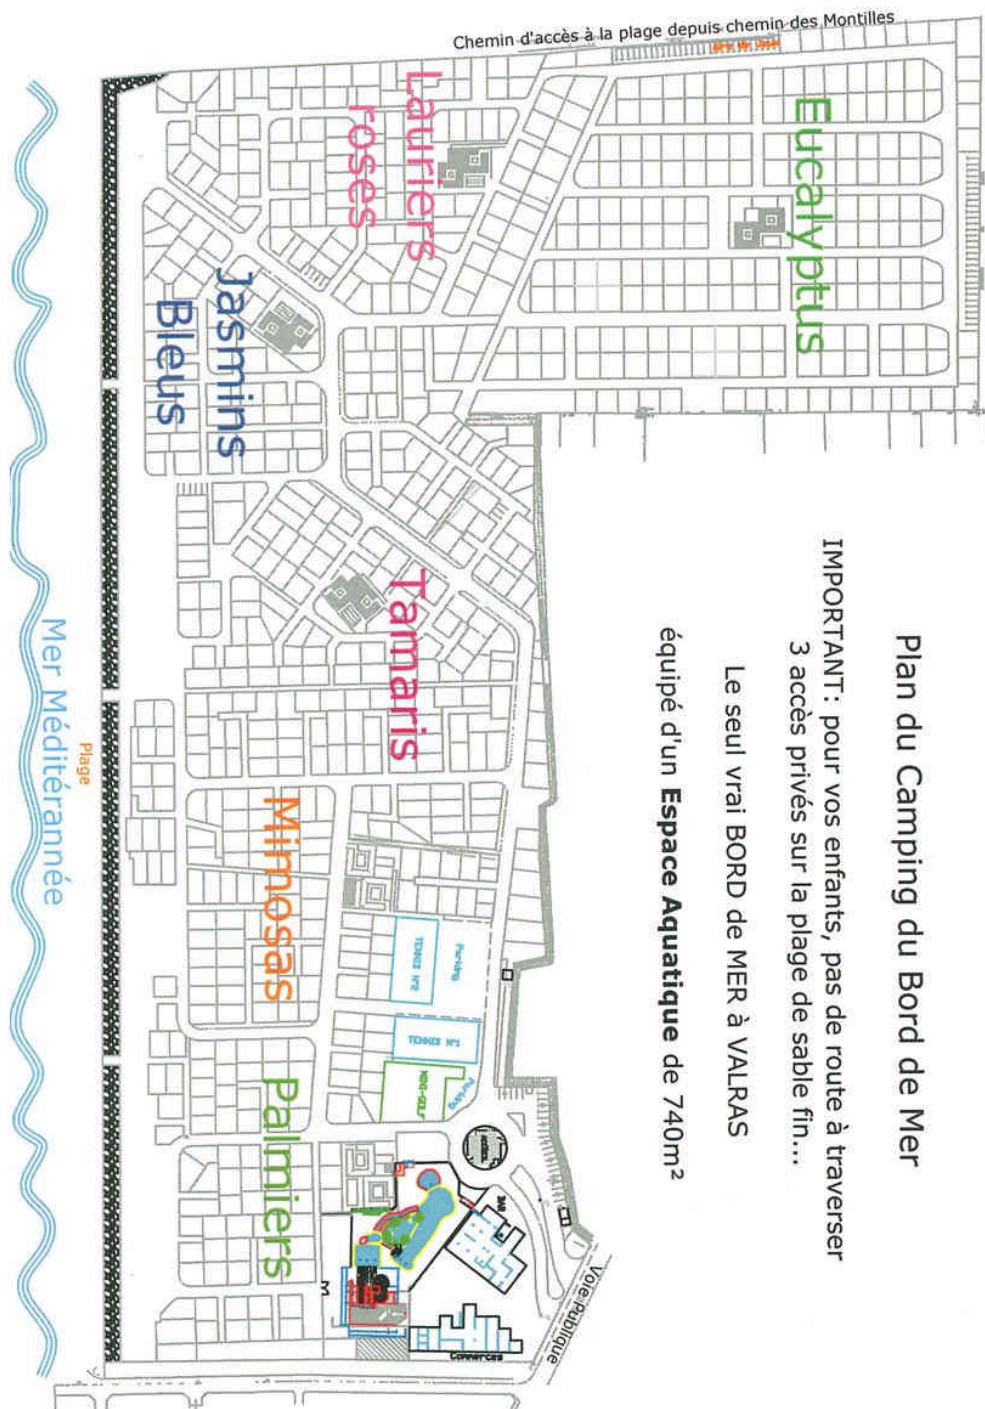 Plan du Camping du Bord de Mer
IMPORTANT: pour vos enfants, pas de route à traverser
3 accès privés sur la plage de sable fin...
Le seul vrai BORD de MER à VALRAS
équipé d'un Espace Aquatique de 740m²
Chemin d'accès à la plage depuis chemin des Montilles
Eucalyptus
Lauriers
roses
Jasmins
Bleus
Tamaris
Mimosas
Palmiers
Parking
TENNIS N°2
TENNIS N°1
MINI-GOLF
Parking
BAR
Commerces
Voie Publique
Plage
Mer Méditérannée